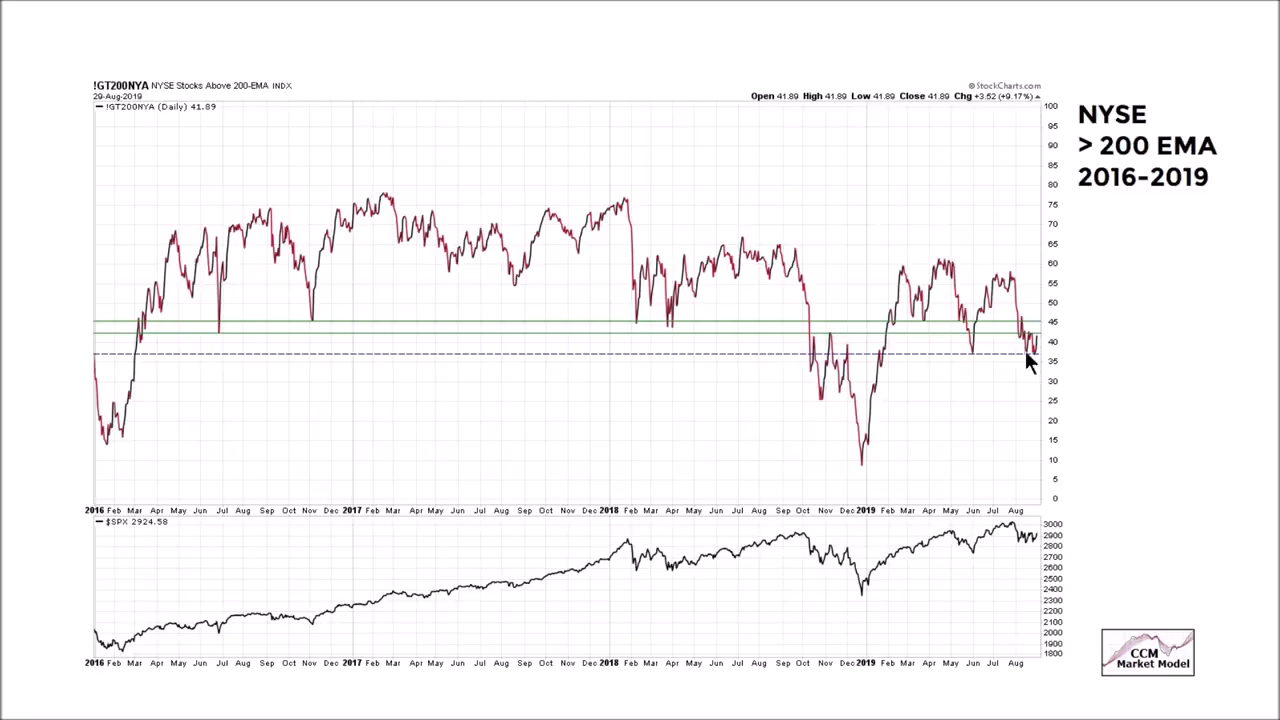 !GT200NYA NYSE Stocks Above 200-EMA INDX
© StockCharts.com
29-Aug-2019
Open 41.89 High 41.89 Low 41.89 Close 41.89 Chg +3.52 (+9.17%)
!GT200NYA (Daily) 41.89
NYSE
> 200 EMA
2016-2019
100
95
90
85
80
75
70
65
60
55
50
45
40
35
30
25
20
15
10
5
0
2016 Feb Mar Apr May Jun Jul Aug Sep Oct Nov Dec 2017 Feb Mar Apr May Jun Jul Aug Sep Oct Nov Dec 2018 Feb Mar Apr May Jun Jul Aug Sep Oct Nov Dec 2019 Feb Mar Apr May Jun Jul Aug
$SPX 2924.58
3000
2900
2800
2700
2600
2500
2400
2300
2200
2100
2000
1900
1800
2016 Feb Mar Apr May Jun Jul Aug Sep Oct Nov Dec 2017 Feb Mar Apr May Jun Jul Aug Sep Oct Nov Dec 2018 Feb Mar Apr May Jun Jul Aug Sep Oct Nov Dec 2019 Feb Mar Apr May Jun Jul Aug
CCM
Market Model